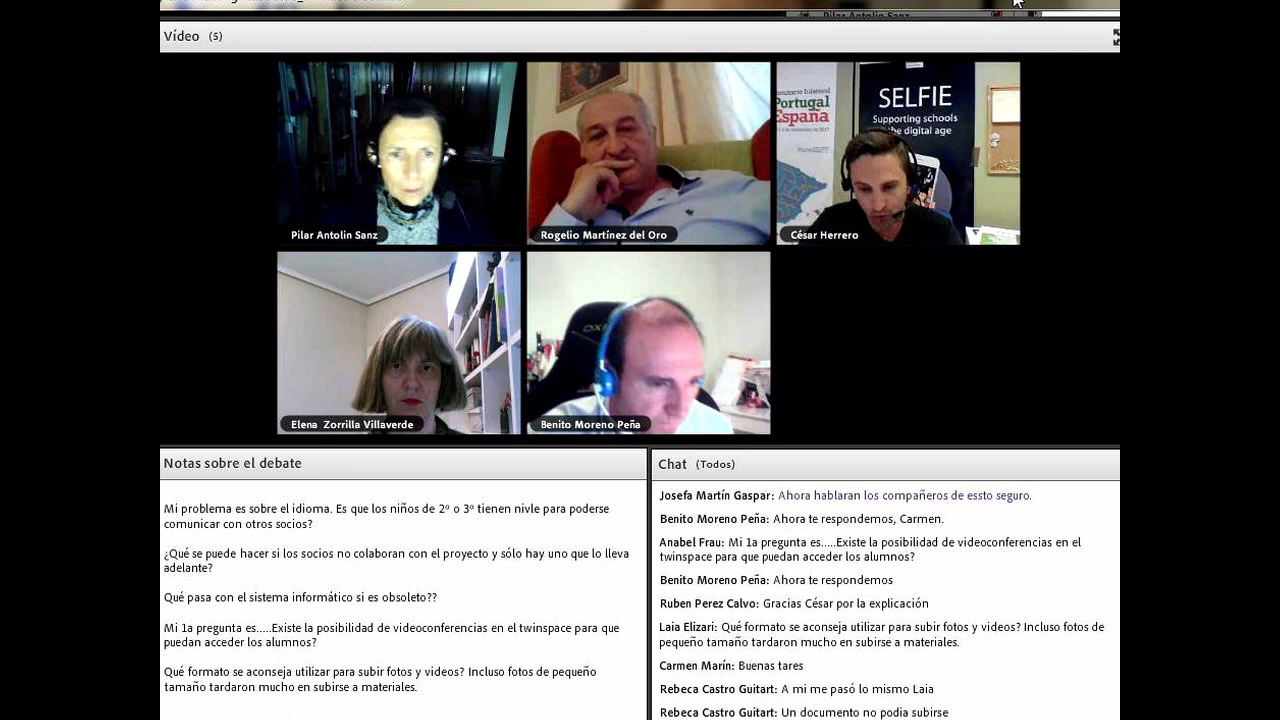 Pilar Antolin Sanz
Vídeo (5)
Portugal
España
SELFIE
Supporting schools
the digital age
Pilar Antolin Sanz
Rogelio Martínez del Oro
César Herrero
DX
Elena Zorrilla Villaverde
Benito Moreno Peña
Notas sobre el debate
Mi problema es sobre el idioma. Es que los niños de 2º o 3º tienen nivle para poderse
comunicar con otros socios?
¿Qué se puede hacer si los socios no colaboran con el proyecto y sólo hay uno que lo lleva
adelante?
Qué pasa con el sistema informático si es obsoleto??
Mi 1a pregunta es.....Existe la posibilidad de videoconferencias en el twinspace para que
puedan acceder los alumnos?
Qué formato se aconseja utilizar para subir fotos y videos? Incluso fotos de pequeño
tamaño tardaron mucho en subirse a materiales.
Chat (Todos)
Josefa Martín Gaspar: Ahora hablaran los compañeros de essto seguro.
Benito Moreno Peña: Ahora te respondemos, Carmen.
Anabel Frau: Mi 1a pregunta es.....Existe la posibilidad de videoconferencias en el
twinspace para que puedan acceder los alumnos?
Benito Moreno Peña: Ahora te respondemos
Ruben Perez Calvo: Gracias César por la explicación
Laia Elizari: Qué formato se aconseja utilizar para subir fotos y videos? Incluso fotos de
pequeño tamaño tardaron mucho en subirse a materiales.
Carmen Marín: Buenas tares
Rebeca Castro Guitart: A mi me pasó lo mismo Laia
Rebeca Castro Guitart: Un documento no podia subirse